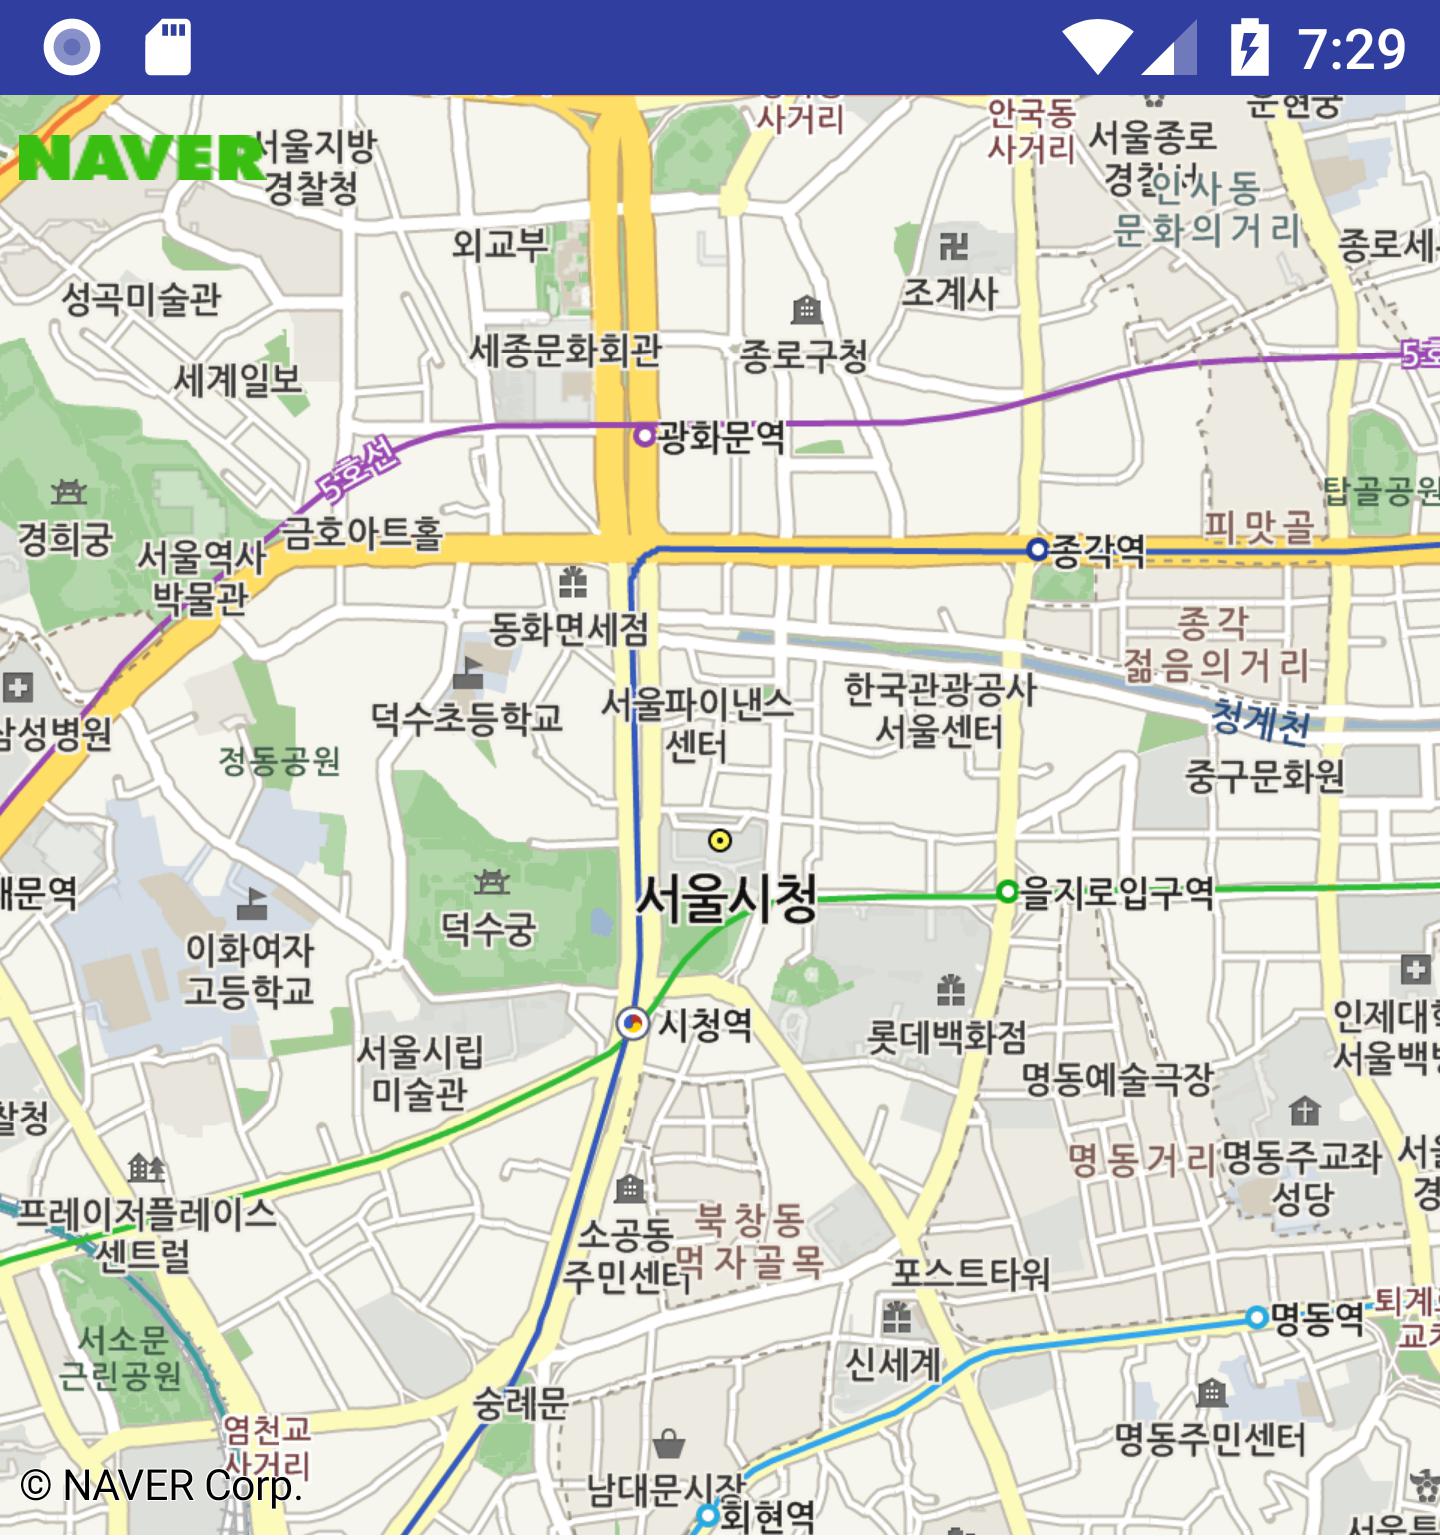 7:29
사거리
안국동
사거리
운현궁
NAVER
서울지방
경찰청
서울종로
인사동
문화의거리
외교부
조계사
성곡미술관
세종문화회관
종로구청
세계일보
광화문역
5호선
탑골공원
경희궁
금호아트홀
피맛골
서울역사
박물관
종각역
동화면세점
종각
젊음의거리
덕수초등학교
서울파이낸스
센터
한국관광공사
서울센터
청계천
삼성병원
정동공원
중구문화원
서울시청
을지로입구역
덕수궁
이화여자
고등학교
시청역
롯데백화점
서울시립
미술관
명동예술극장
명동거리
명동주교좌
성당
프레이저플레이스
센트럴
소공동
주민센터
북창동
먹자골목
포스트타워
서소문
근린공원
명동역
신세계
숭례문
염천교
사거리
명동주민센터
남대문시장
회현역
© NAVER Corp.